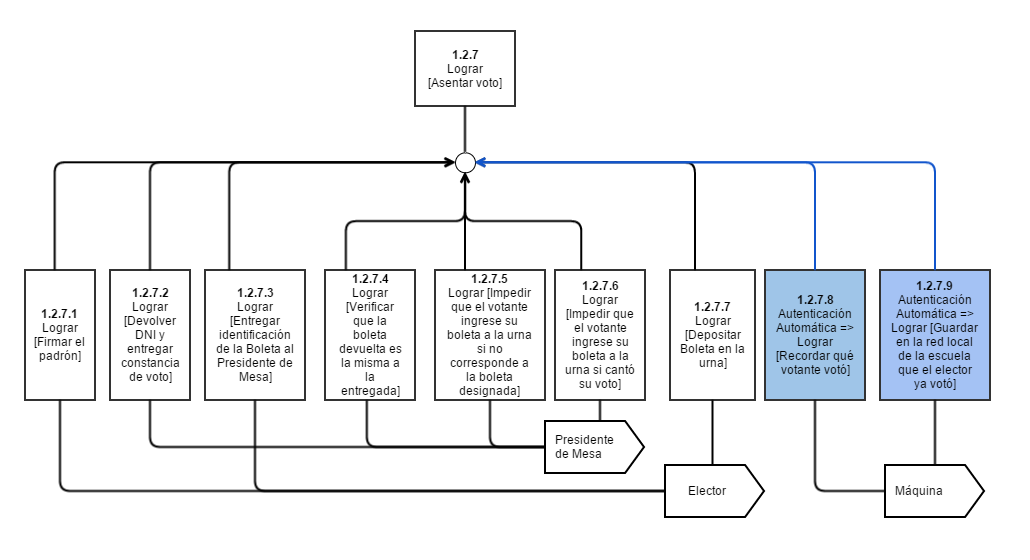 1.2.7
Lograr
[Asentar voto]
1.2.7.1
Lograr
[Firmar el
padrón]
1.2.7.2
Lograr
[Devolver
DNI y
entregar
constancia
de voto]
1.2.7.3
Lograr
[Entregar
identificación
de la Boleta al
Presidente de
Mesa]
1.2.7.4
Lograr
[Verificar
que la
boleta
devuelta es
la misma a
la
entregada]
1.2.7.5
Lograr [Impedir
que el votante
ingrese su
boleta a la urna
si no
corresponde a
la boleta
designada]
1.2.7.6
Lograr
[Impedir que
el votante
ingrese su
boleta a la
urna si cantó
su voto]
1.2.7.7
Lograr
[Depositar
Boleta en la
urna]
1.2.7.8
Autenticación
Automática =>
Lograr
[Recordar qué
votante votó]
1.2.7.9
Autenticación
Automática =>
Lograr [Guardar
en la red local
de la escuela
que el elector
ya votó]
Presidente
de Mesa
Elector
Máquina